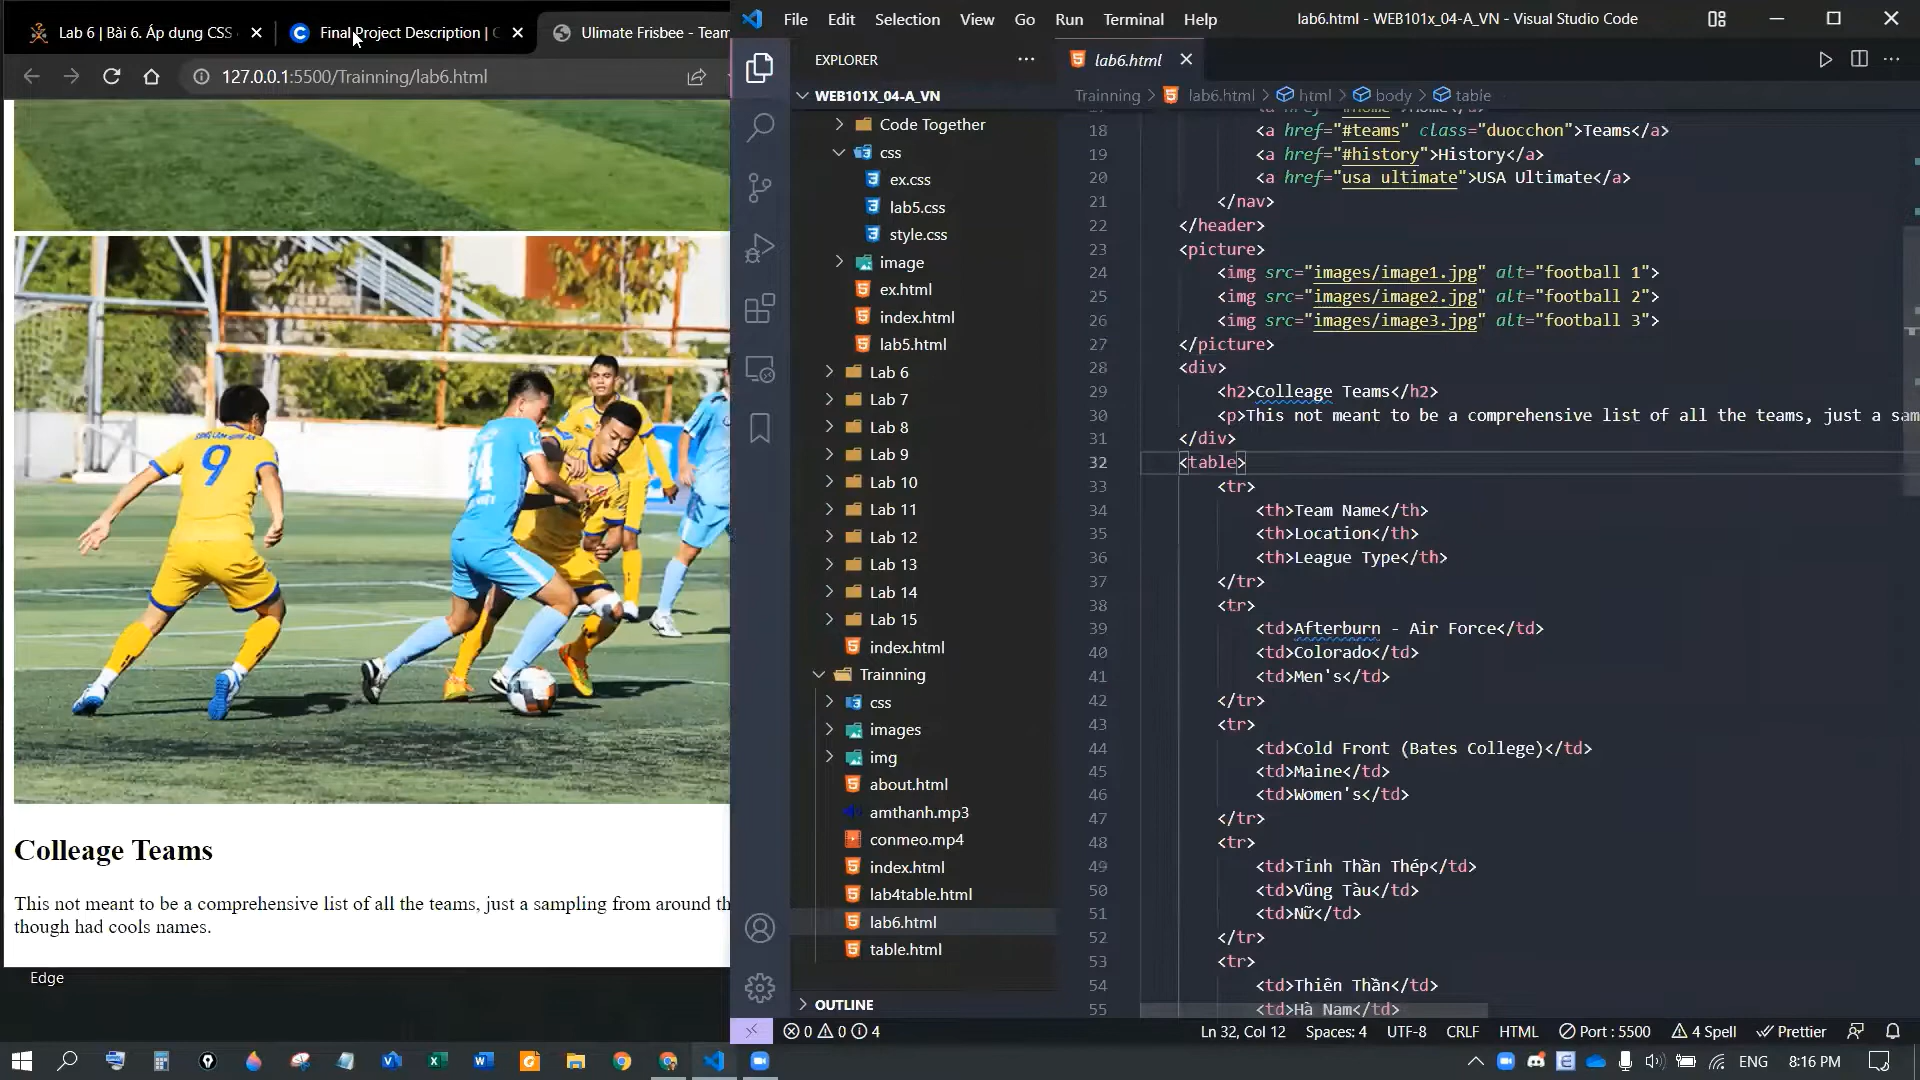 Lab 6 | Bài 6. Áp dụng CSS
Final Project Description | C
Ulimate Frisbee - Team
127.0.0.1:5500/Trainning/lab6.html
SÔNG LAM NGHỆ AN
9
Colleage Teams
This not meant to be a comprehensive list of all the teams, just a sampling from around th
though had cools names.
Edge
File Edit Selection View Go Run Terminal Help
lab6.html - WEB101x_04-A_VN - Visual Studio Code
EXPLORER
WEB101X_04-A_VN
Code Together
css
ex.css
lab5.css
style.css
image
ex.html
index.html
lab5.html
Lab 6
Lab 7
Lab 8
Lab 9
Lab 10
Lab 11
Lab 12
Lab 13
Lab 14
Lab 15
index.html
Trainning
css
images
img
about.html
amthanh.mp3
conmeo.mp4
index.html
lab4table.html
lab6.html
table.html
OUTLINE
lab6.html
Trainning > lab6.html > html > body > table
18 <a href="#teams" class="duocchon">Teams</a>
19 <a href="#history">History</a>
20 <a href="usa ultimate">USA Ultimate</a>
21 </nav>
22 </header>
23 <picture>
24 <img src="images/image1.jpg" alt="football 1">
25 <img src="images/image2.jpg" alt="football 2">
26 <img src="images/image3.jpg" alt="football 3">
27 </picture>
28 <div>
29 <h2>Colleage Teams</h2>
30 <p>This not meant to be a comprehensive list of all the teams, just a sam
31 </div>
32 <table>
33 <tr>
34 <th>Team Name</th>
35 <th>Location</th>
36 <th>League Type</th>
37 </tr>
38 <tr>
39 <td>Afterburn - Air Force</td>
40 <td>Colorado</td>
41 <td>Men's</td>
42 </tr>
43 <tr>
44 <td>Cold Front (Bates College)</td>
45 <td>Maine</td>
46 <td>Women's</td>
47 </tr>
48 <tr>
49 <td>Tinh Thần Thép</td>
50 <td>Vũng Tàu</td>
51 <td>Nữ</td>
52 </tr>
53 <tr>
54 <td>Thiên Thần</td>
55 <td>Hà Nam</td>
0 0 4
Ln 32, Col 12 Spaces: 4 UTF-8 CRLF HTML Port : 5500 4 Spell Prettier
ENG 8:16 PM